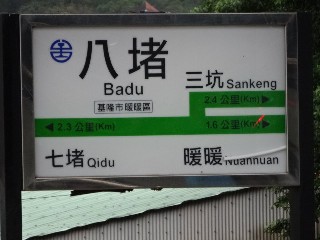 八堵
Badu
基隆市暖暖區
三坑 Sankeng
2.4 公里(Km)
2.3 公里(Km)
1.6 公里(Km)
七堵 Qidu
暖暖 Nuannuan